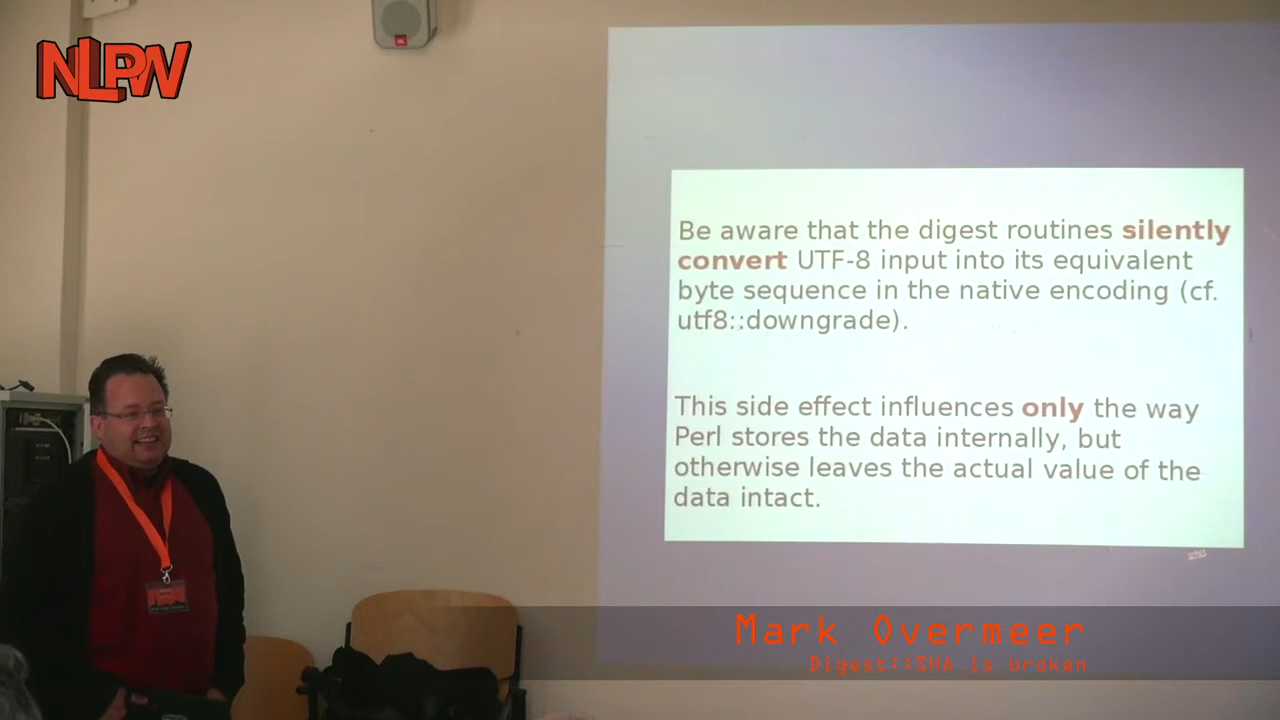 NLPW
Be aware that the digest routines silently
convert UTF-8 input into its equivalent
byte sequence in the native encoding (cf.
utf8::downgrade).
This side effect influences only the way
Perl stores the data internally, but
otherwise leaves the actual value of the
data intact.
Mark Overmeer
Digest::SHA is broken